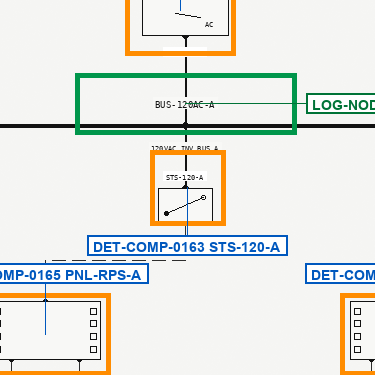 AC
BUS-120AC-A
LOG-NOD
120VAC INV BUS A
STS-120-A
DET-COMP-0163 STS-120-A
OMP-0165 PNL-RPS-A
DET-COM